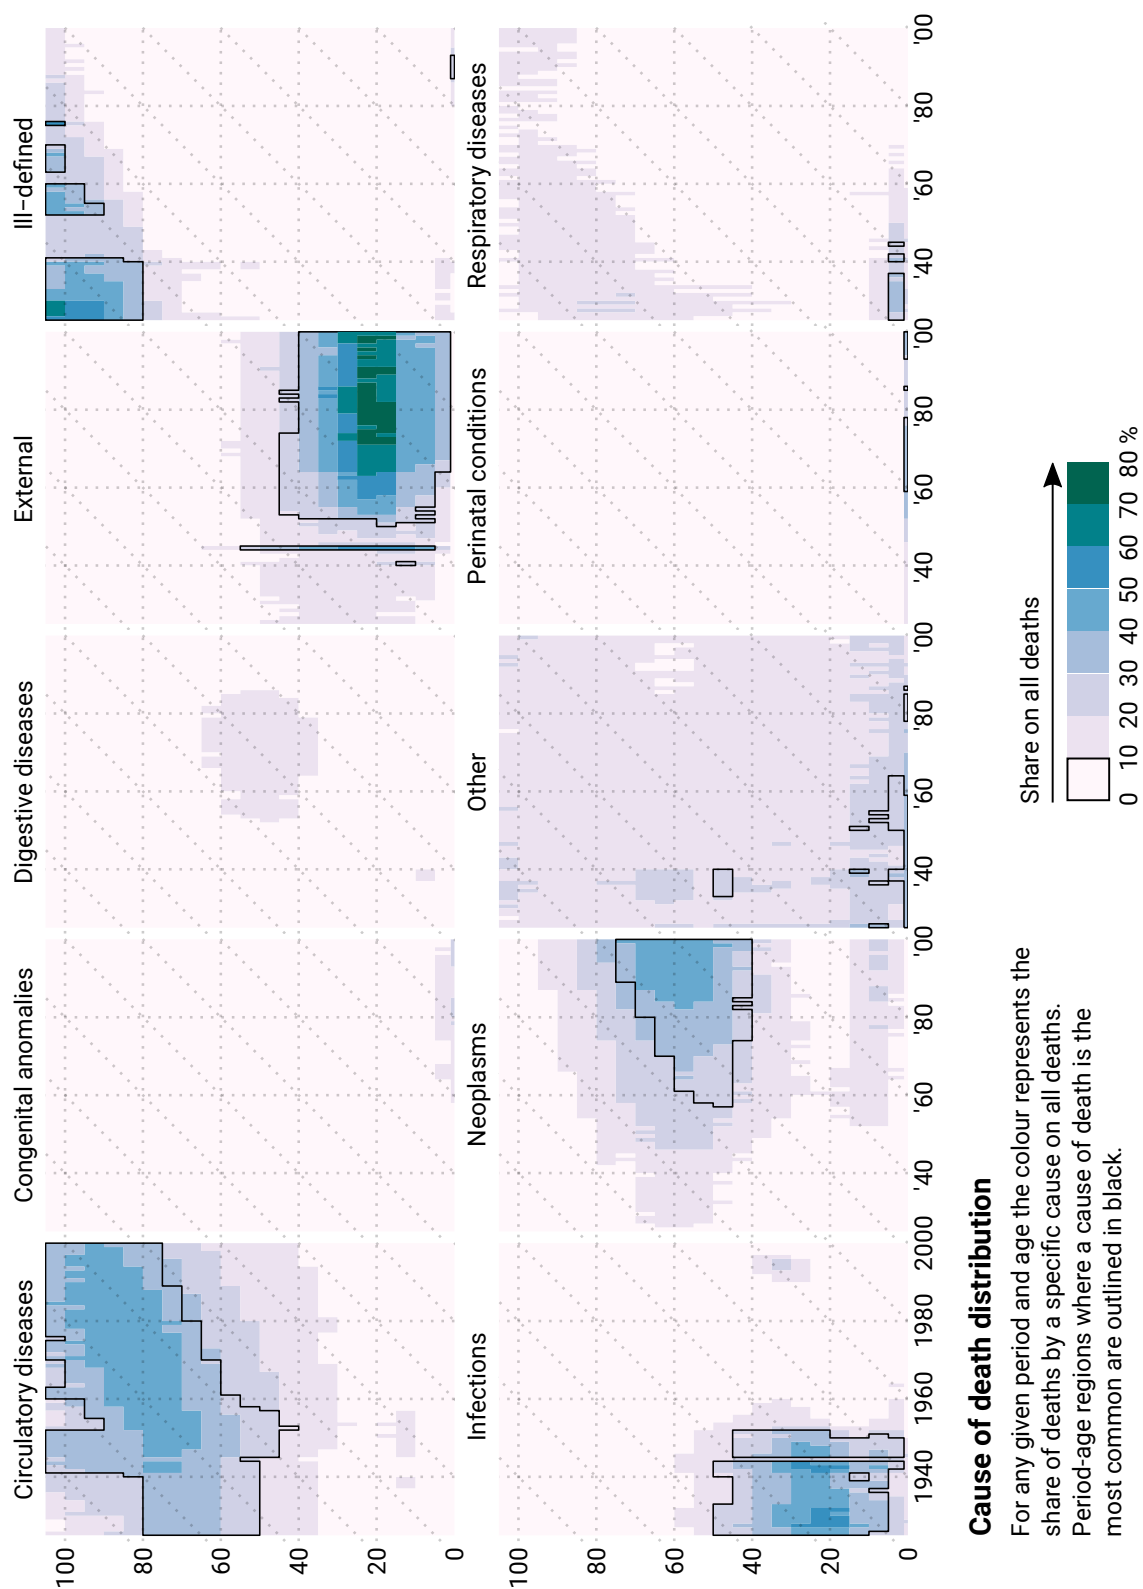 Circulatory diseases
Congenital anomalies
Digestive diseases
External
Ill-defined
100
80
60
40
20
0
Infections
Neoplasms
Other
Perinatal conditions
Respiratory diseases
100
80
60
40
20
0
1940 1960 1980 2000 '40 '60 '80 '00 '40 '60 '80 '00 '40 '60 '80 '00 '40 '60 '80 '00
Cause of death distribution
For any given period and age the colour represents the
share of deaths by a specific cause on all deaths.
Period-age regions where a cause of death is the
most common are outlined in black.
Share on all deaths
0 10 20 30 40 50 60 70 80 %